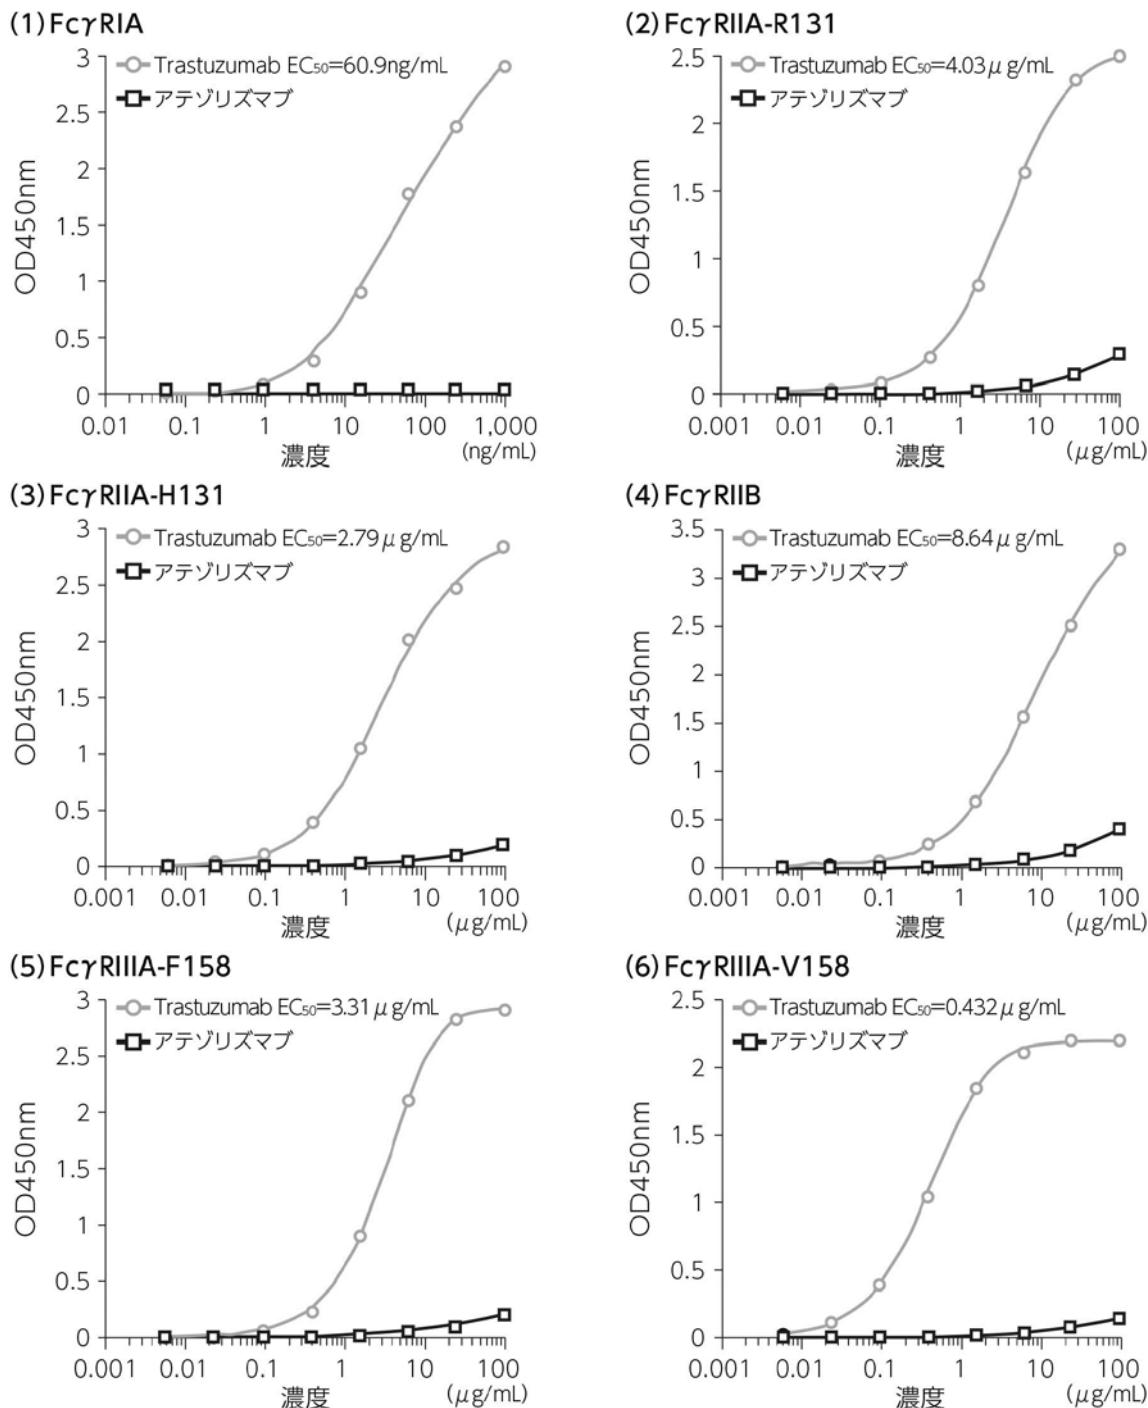 (1)FcγRIA
Trastuzumab EC₅₀=60.9ng/mL
アテゾリズマブ
OD450nm
3
2.5
2
1.5
1
0.5
0
0.01 0.1 1 10 100 1,000
濃度 (ng/mL)
(2)FcγRIIA-R131
Trastuzumab EC₅₀=4.03μg/mL
アテゾリズマブ
OD450nm
2.5
2
1.5
1
0.5
0
0.001 0.01 0.1 1 10 100
濃度 (μg/mL)
(3)FcγRIIA-H131
Trastuzumab EC₅₀=2.79μg/mL
アテゾリズマブ
OD450nm
3
2.5
2
1.5
1
0.5
0
0.001 0.01 0.1 1 10 100
濃度 (μg/mL)
(4)FcγRIIB
Trastuzumab EC₅₀=8.64μg/mL
アテゾリズマブ
OD450nm
3.5
3
2.5
2
1.5
1
0.5
0
0.001 0.01 0.1 1 10 100
濃度 (μg/mL)
(5)FcγRIIIA-F158
Trastuzumab EC₅₀=3.31μg/mL
アテゾリズマブ
OD450nm
3
2.5
2
1.5
1
0.5
0
0.001 0.01 0.1 1 10 100
濃度 (μg/mL)
(6)FcγRIIIA-V158
Trastuzumab EC₅₀=0.432μg/mL
アテゾリズマブ
OD450nm
2.5
2
1.5
1
0.5
0
0.001 0.01 0.1 1 10 100
濃度 (μg/mL)